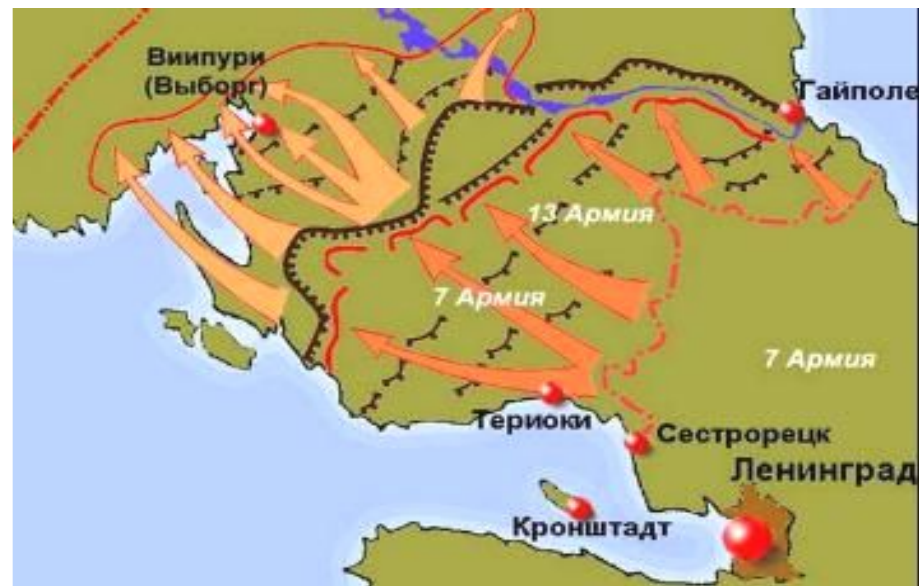 Виипури
(Выборг)
Гайполе
13 Армия
7 Армия
7 Армия
Териоки
Сестрорецк
Ленинград
Кронштадт